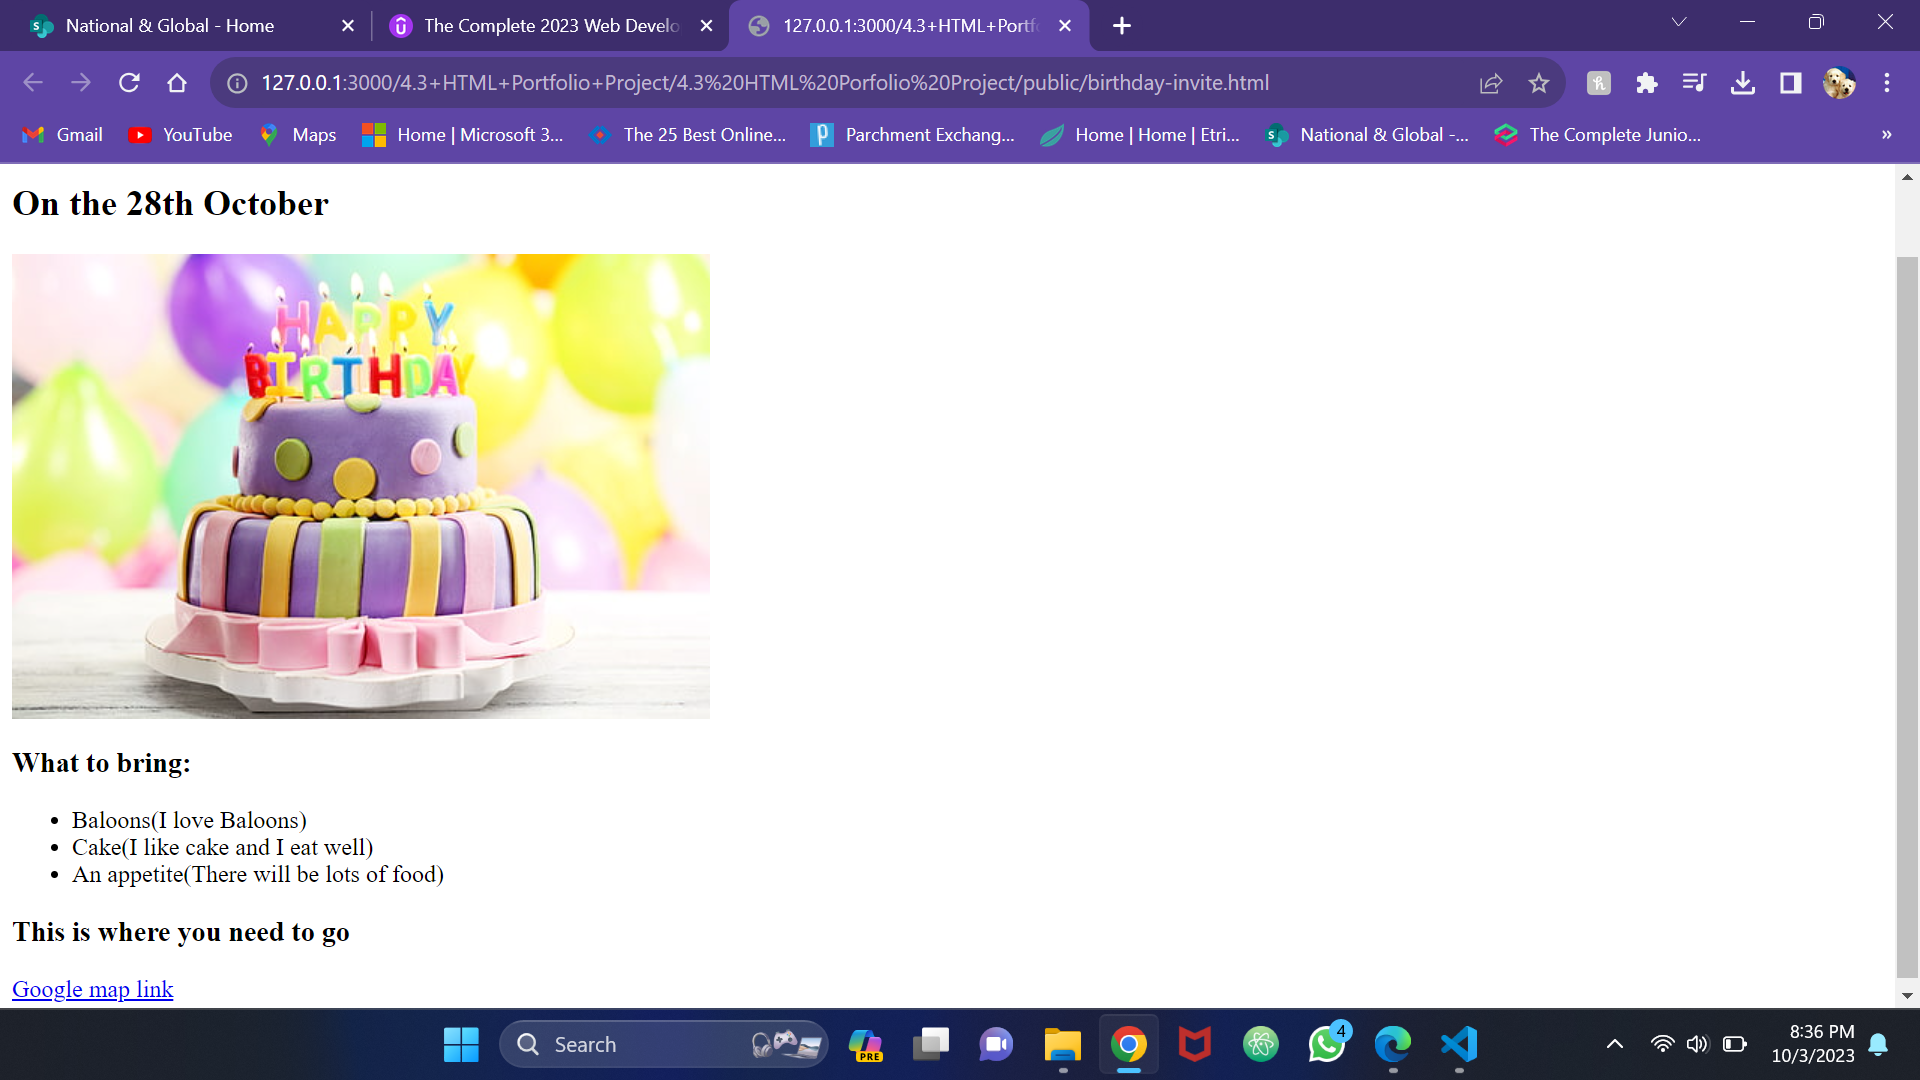 National & Global - Home
The Complete 2023 Web Develo
127.0.0.1:3000/4.3+HTML+Portfo
127.0.0.1:3000/4.3+HTML+Portfolio+Project/4.3%20HTML%20Porfolio%20Project/public/birthday-invite.html
Gmail
YouTube
Maps
Home | Microsoft 3...
The 25 Best Online...
Parchment Exchang...
Home | Home | Etri...
National & Global -...
The Complete Junio...
»
On the 28th October
HAPPY
BIRTHDAY
What to bring:
• Baloons(I love Baloons)
• Cake(I like cake and I eat well)
• An appetite(There will be lots of food)
This is where you need to go
Google map link
Search
PRE
4
8:36 PM
10/3/2023